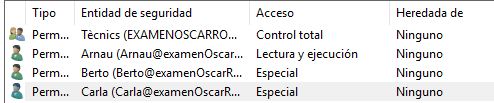 Tipo Entidad de seguridad Acceso Heredada de
Perm... Tècnics (EXAMENOSCARRO... Control total Ninguno
Perm... Arnau (Arnau@examenOscar... Lectura y ejecución Ninguno
Perm... Berto (Berto@examenOscarR... Especial Ninguno
Perm... Carla (Carla@examenOscarR... Especial Ninguno